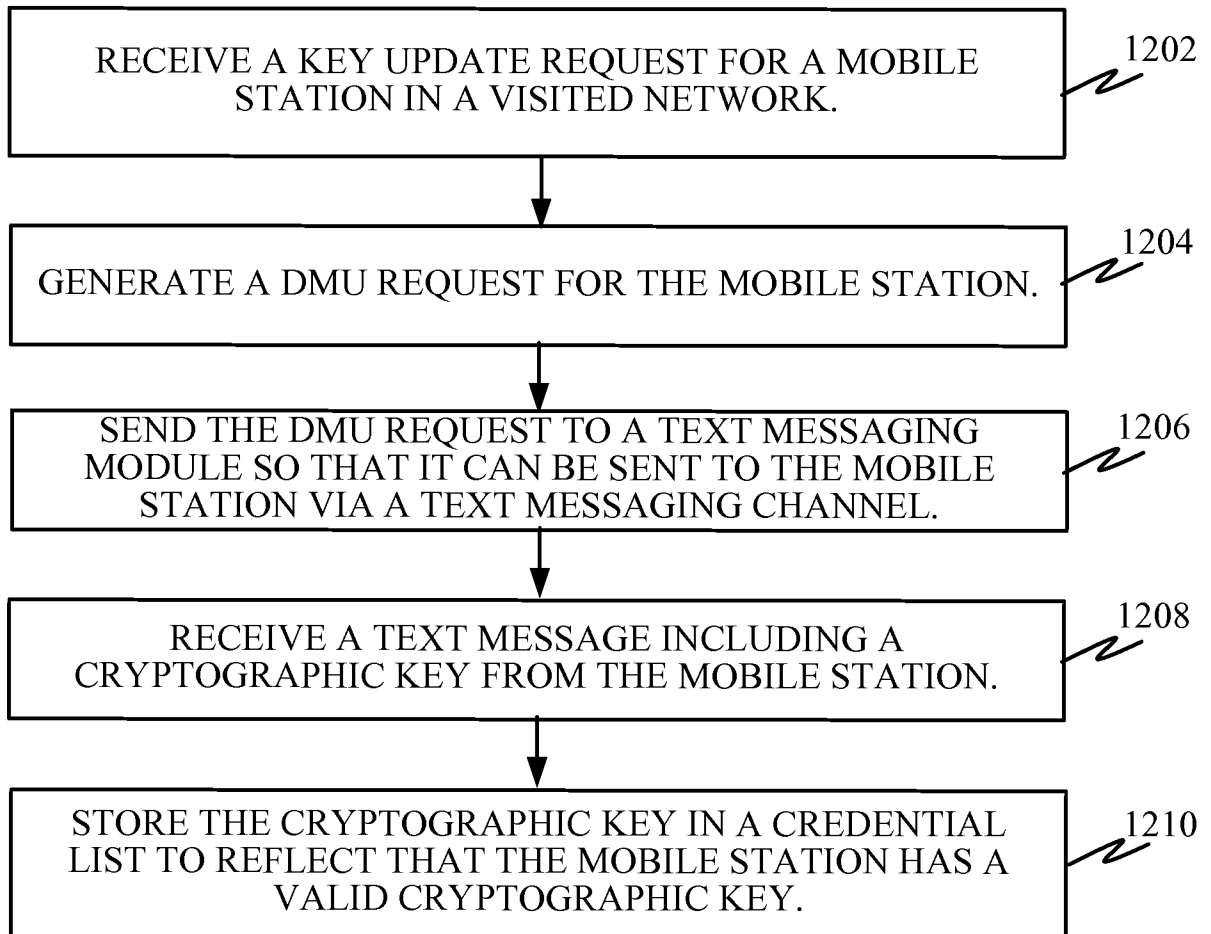 RECEIVE A KEY UPDATE REQUEST FOR A MOBILE
STATION IN A VISITED NETWORK.
1202
GENERATE A DMU REQUEST FOR THE MOBILE STATION.
1204
SEND THE DMU REQUEST TO A TEXT MESSAGING
MODULE SO THAT IT CAN BE SENT TO THE MOBILE
STATION VIA A TEXT MESSAGING CHANNEL.
1206
RECEIVE A TEXT MESSAGE INCLUDING A
CRYPTOGRAPHIC KEY FROM THE MOBILE STATION.
1208
STORE THE CRYPTOGRAPHIC KEY IN A CREDENTIAL
LIST TO REFLECT THAT THE MOBILE STATION HAS A
VALID CRYPTOGRAPHIC KEY.
1210